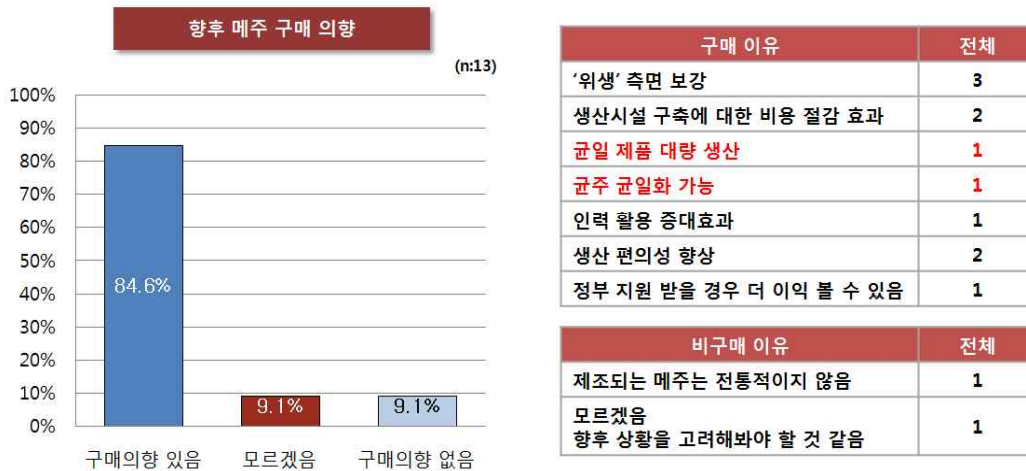 향후 메주 구매 의향
(n:13)
100%
90%
80%
70%
60%
50%
40%
30%
20%
10%
0%
84.6%
9.1%
9.1%
구매의향 있음
모르겠음
구매의향 없음
구매 이유 전체
‘위생’ 측면 보강 3
생산시설 구축에 대한 비용 절감 효과 2
균일 제품 대량 생산 1
균주 균일화 가능 1
인력 활용 증대효과 1
생산 편의성 향상 2
정부 지원 받을 경우 더 이익 볼 수 있음 1
비구매 이유 전체
제조되는 메주는 전통적이지 않음 1
모르겠음
향후 상황을 고려해봐야 할 것 같음 1